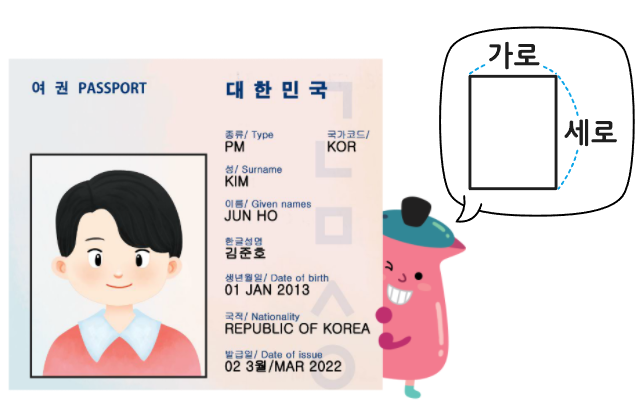 여 권 PASSPORT
대 한 민 국
종류/ Type 국가코드/
PM KOR
성/ Surname
KIM
이름/ Given names
JUN HO
한글성명
김준호
생년월일/ Date of birth
01 JAN 2013
국적/ Nationality
REPUBLIC OF KOREA
발급일/ Date of issue
02 3월/MAR 2022
ㄱ
ㄴ
ㅁ
ㅅ
ㅇ
가로
세로